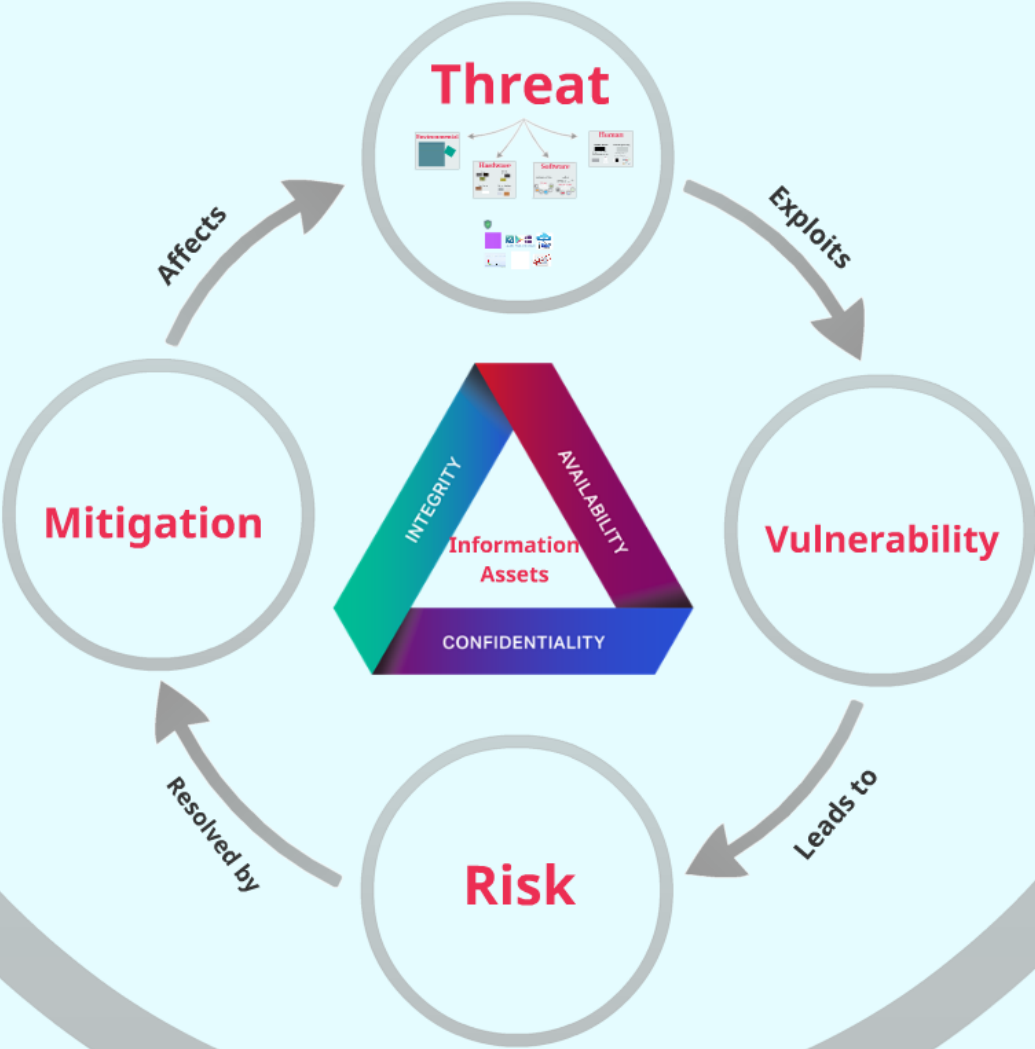 Threat
Environmental
Human
Hardware
Software
Affects
Exploits
INTEGRITY
AVAILABILITY
Information
Assets
CONFIDENTIALITY
Mitigation
Vulnerability
Resolved by
Leads to
Risk